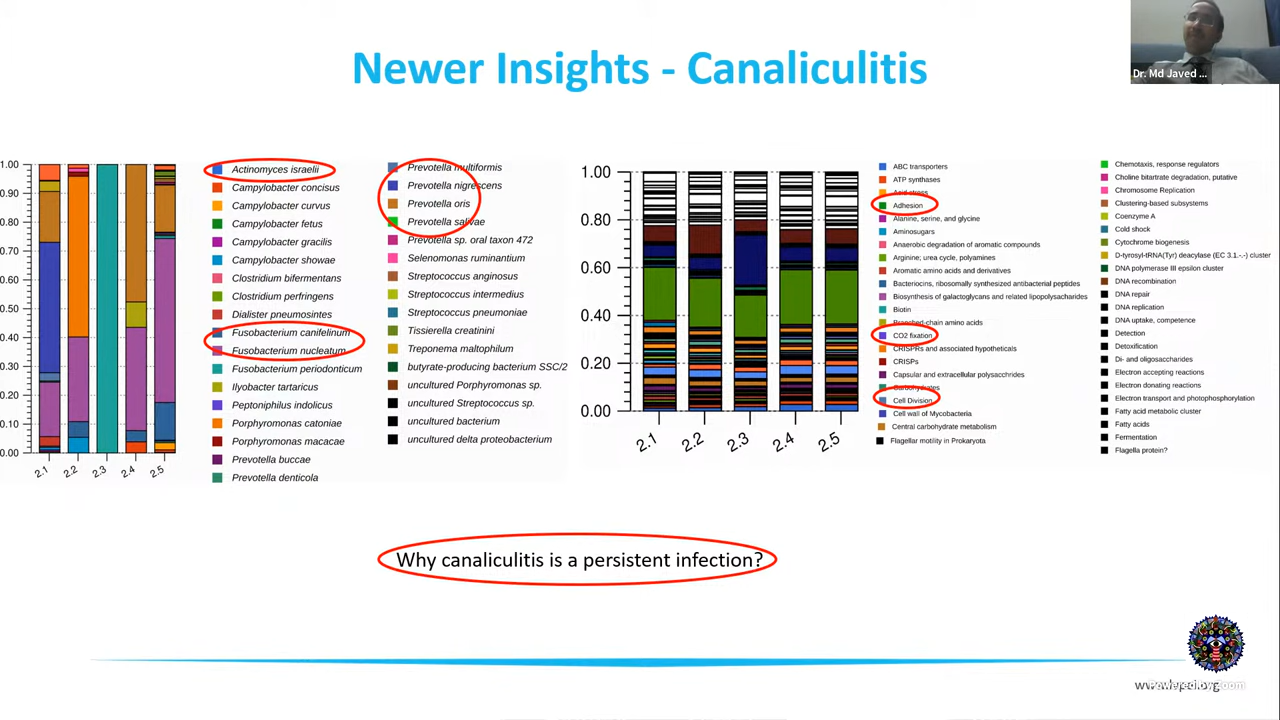 Newer Insights - Canaliculitis
Dr. Md Javed ...
1.00
0.90
0.80
0.70
0.60
0.50
0.40
0.30
0.20
0.10
0.00
2.1
2.2
2.3
2.4
2.5
Actinomyces israelii
Campylobacter concisus
Campylobacter curvus
Campylobacter fetus
Campylobacter gracilis
Campylobacter showae
Clostridium bifermentans
Clostridium perfringens
Dialister pneumosintes
Fusobacterium canifelinum
Fusobacterium nucleatum
Fusobacterium periodonticum
Ilyobacter tartaricus
Peptoniphilus indolicus
Porphyromonas catoniae
Porphyromonas macacae
Prevotella buccae
Prevotella denticola
Prevotella multiformis
Prevotella nigrescens
Prevotella oris
Prevotella salivae
Prevotella sp. oral taxon 472
Selenomonas ruminantium
Streptococcus anginosus
Streptococcus intermedius
Streptococcus pneumoniae
Tissierella creatinini
Treponema maltophilum
butyrate-producing bacterium SSC/2
uncultured Porphyromonas sp.
uncultured Streptococcus sp.
uncultured bacterium
uncultured delta proteobacterium
1.00
0.80
0.60
0.40
0.20
0.00
2.1
2.2
2.3
2.4
2.5
ABC transporters
ATP synthases
Acid stress
Adhesion
Alanine, serine, and glycine
Aminosugars
Anaerobic degradation of aromatic compounds
Arginine; urea cycle, polyamines
Aromatic amino acids and derivatives
Bacteriocins, ribosomally synthesized antibacterial peptides
Biosynthesis of galactoglycans and related lipopolysacharides
Biotin
Branched-chain amino acids
CO2 fixation
CRISPRs and associated hypotheticals
CRISPs
Capsular and extracellular polysacchrides
Carbohydrates
Cell Division
Cell wall of Mycobacteria
Central carbohydrate metabolism
Flagellar motility in Prokaryota
Chemotaxis, response regulators
Choline bitartrate degradation, putative
Chromosome Replication
Clustering-based subsystems
Coenzyme A
Cold shock
Cytochrome biogenesis
D-tyrosyl-tRNA(Tyr) deacylase (EC 3.1.-.-) cluster
DNA polymerase III epsilon cluster
DNA recombination
DNA repair
DNA replication
DNA uptake, competence
Detection
Detoxification
Di- and oligosaccharides
Electron accepting reactions
Electron donating reactions
Electron transport and photophosphorylation
Fatty acid metabolic cluster
Fatty acids
Fermentation
Flagella protein?
Why canaliculitis is a persistent infection?
Powered by Zoom